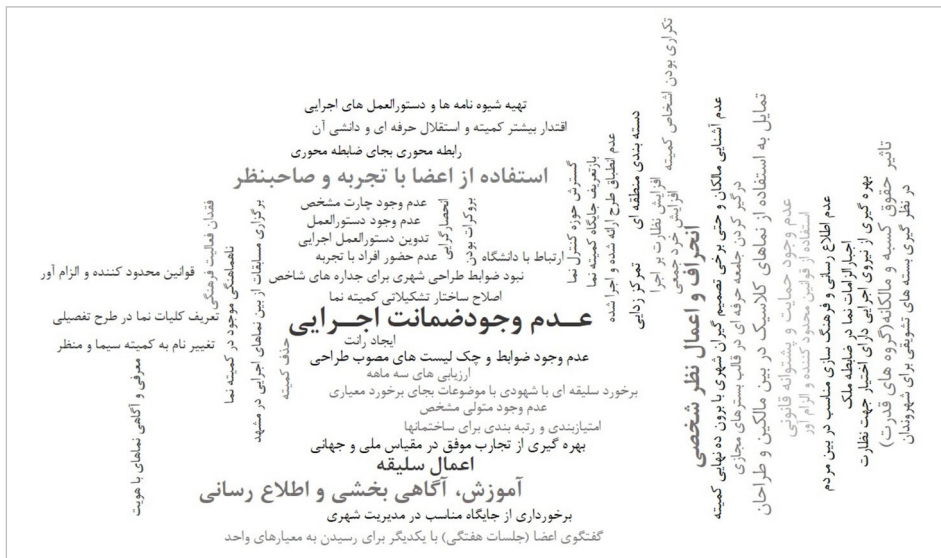 تهیه شیوه نامه ها و دستورالعمل های اجرایی
اقتدار بیشتر کمیته و استقلال حرفه ای و دانشی آن
رابطه محوری بجای ضابطه محوری
استفاده از اعضا با تجربه و صاحبنظر
عدم وجود چارت مشخص
عدم وجود دستورالعمل
تدوین دستورالعمل اجرایی
عدم حضور افراد با تجربه
انحصارگرایی
بروکرات بودن
ارتباط با دانشگاه
نبود ضوابط طراحی شهری برای جداره های شاخص
اصلاح ساختار تشکیلاتی کمیته نما
عدم وجودضمانت اجرایی
ایجاد رانت
عدم وجود ضوابط و چک لیست های مصوب طراحی
ارزیابی های سه ماهه
برخورد سلیقه ای با شهودی با موضوعات بجای برخورد معیاری
عدم وجود متولی مشخص
امتیازبندی و رتبه بندی برای ساختمانها
بهره گیری از تجارب موفق در مقیاس ملی و جهانی
اعمال سلیقه
آموزش، آگاهی بخشی و اطلاع رسانی
برخورداری از جایگاه مناسب در مدیریت شهری
گفتگوی اعضا (جلسات هفتگی) با یکدیگر برای رسیدن به معیارهای واحد
تاثیر حقوق کسبه و مالکانه(گروه های قدرت)
در نظر گیری بسته های تشویقی برای شهروندان
بهره گیری از نیروی اجرایی دارای اختیار جهت نظارت
اجبار الزامات نما در ضابطه ملک
عدم اطلاع رسانی و فرهنگ سازی مناسب در بین مردم
استفاده از قوانین محدود کننده و الزام آور
عدم وجود حمایت و پشتوانه قانونی
تمایل به استفاده از نماهای کلاسیک در بین مالکین و طراحان
درگیر کردن جامعه حرفه ای در قالب بسترهای مجازی
عدم آشنایی مالکان و حتی برخی تصمیم گیران شهری با برون ده نهایی کمیته
انحراف و اعمال نظر شخصی
تکراری بودن اشخاص کمیته
افزایش خرد جمعی
افزایش نظارت بر اجرا
دسته بندی منطقه ای
تمرکز زدایی
عدم انطباق طرح ارائه شده و اجرا شده
بازتعریف جایگاه کمیته نما
گسترش حوزه کنترل نما
حذف کمیته
برگزاری مسابقات از بین نماهای اجرایی در مشهد
ناهماهنگی موجود در کمیته نما
فقدان فعالیت فرهنگی
قوانین محدود کننده و الزام آور
تعریف کلیات نما در طرح تفصیلی
تغییر نام به کمیته سیما و منظر
معرفی و آگاهی نماهای با هویت